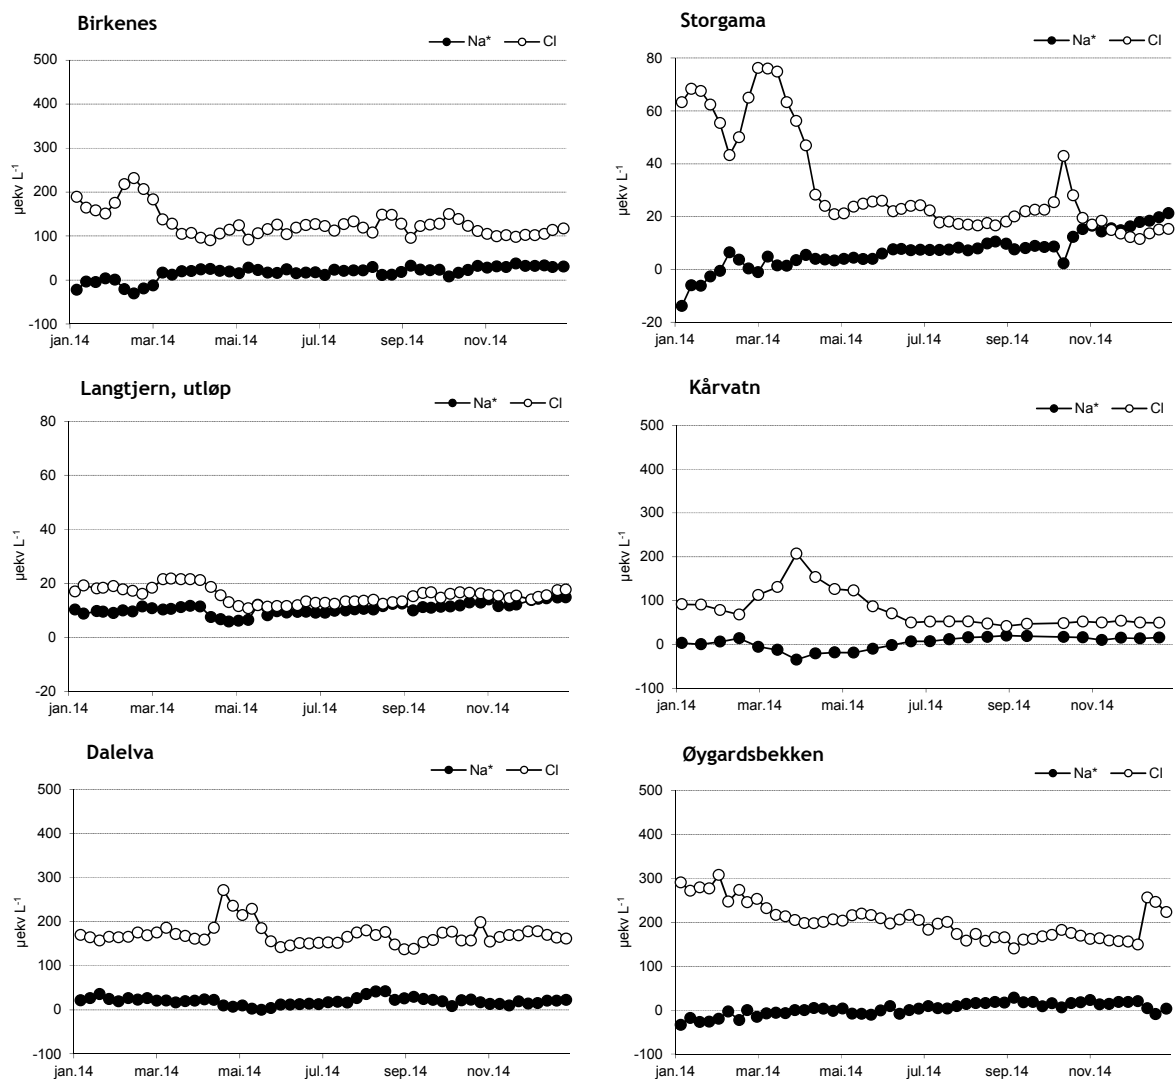 Birkenes
Na* Cl
500
400
300
200
100
0
-100
µekv L-1
jan.14 mar.14 mai.14 jul.14 sep.14 nov.14
Storgama
Na* Cl
80
60
40
20
0
-20
µekv L-1
jan.14 mar.14 mai.14 jul.14 sep.14 nov.14
Langtjern, utløp
Na* Cl
80
60
40
20
0
-20
µekv L-1
jan.14 mar.14 mai.14 jul.14 sep.14 nov.14
Kårvatn
Na* Cl
500
400
300
200
100
0
-100
µekv L-1
jan.14 mar.14 mai.14 jul.14 sep.14 nov.14
Dalelva
Na* Cl
500
400
300
200
100
0
-100
µekv L-1
jan.14 mar.14 mai.14 jul.14 sep.14 nov.14
Øygardsbekken
Na* Cl
500
400
300
200
100
0
-100
µekv L-1
jan.14 mar.14 mai.14 jul.14 sep.14 nov.14